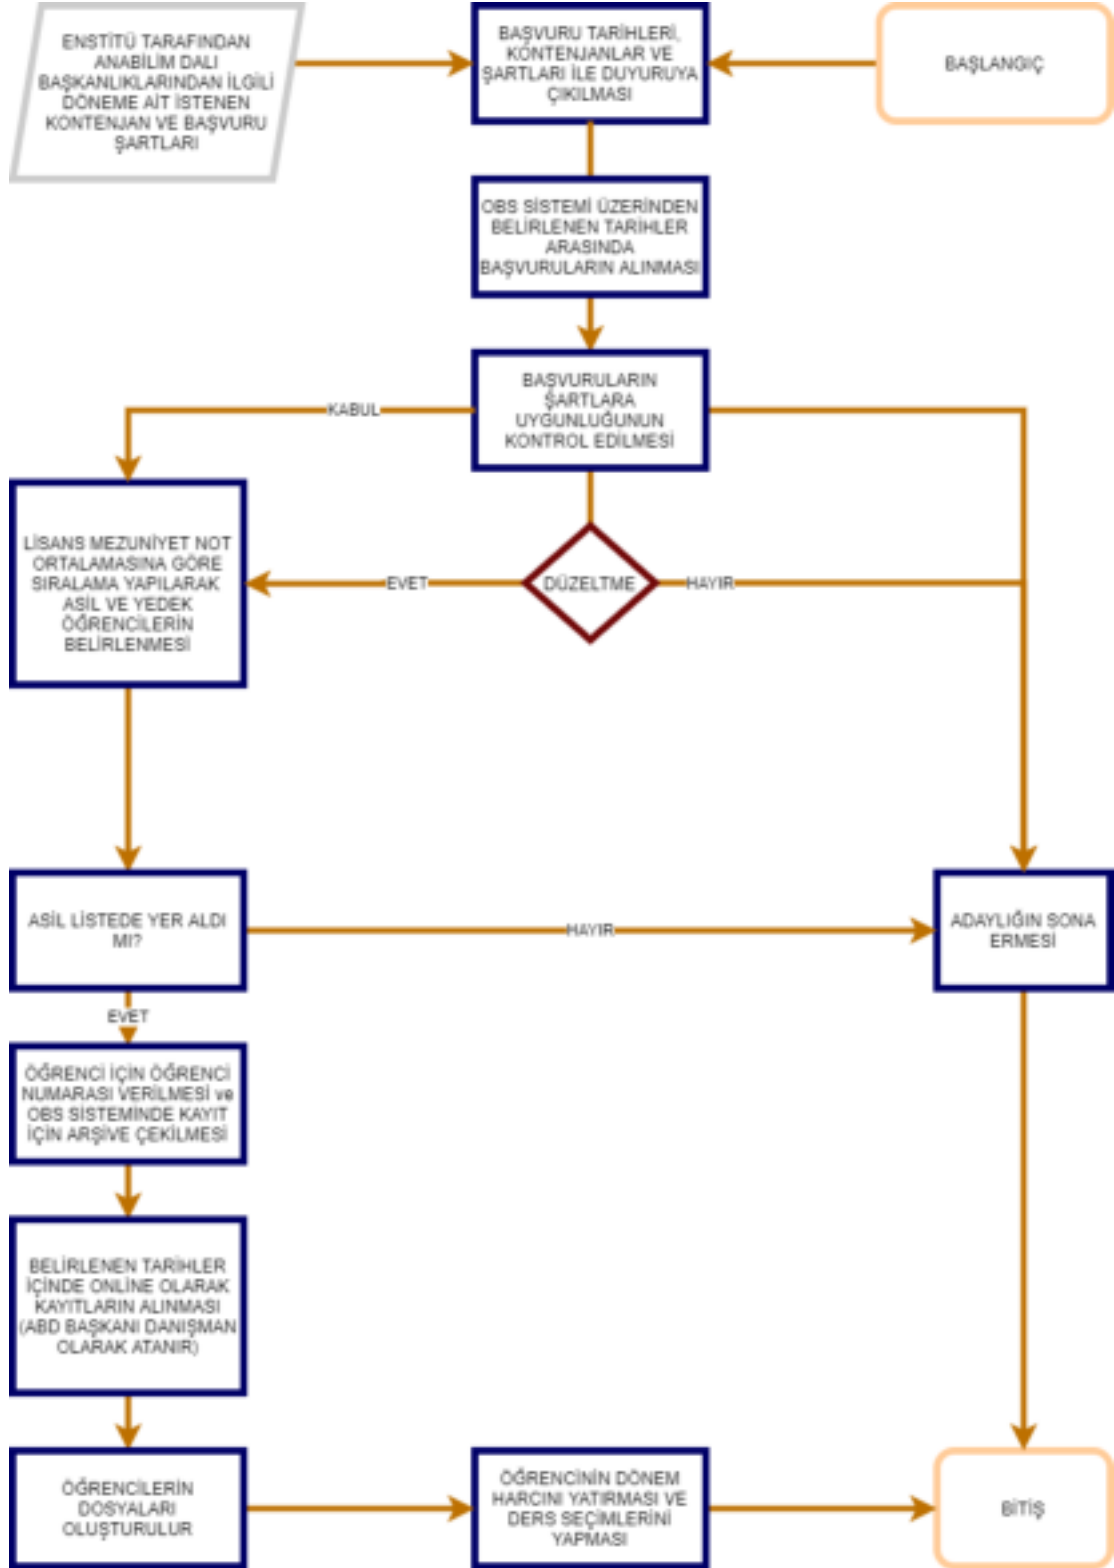 ENSTİTÜ TARAFINDAN
ANABİLİM DALI
BAŞKANLIKLARINDAN İLGİLİ
DÖNEME AİT İSTENEN
KONTENJAN VE BAŞVURU
ŞARTLARI
BAŞVURU TARİHLERİ,
KONTENJANLAR VE
ŞARTLARI İLE DUYURUYA
ÇIKILMASI
BAŞLANGIÇ
OBS SİSTEMİ ÜZERİNDEN
BELİRLENEN TARİHLER
ARASINDA
BAŞVURULARIN ALINMASI
BAŞVURULARIN
ŞARTLARA
UYGUNLUĞUNUN
KONTROL EDİLMESİ
KABUL
LİSANS MEZUNİYET NOT
ORTALAMASINA GÖRE
SIRALAMA YAPILARAK
ASİL VE YEDEK
ÖĞRENCİLERİN
BELİRLENMESİ
EVET
DÜZELTME
HAYIR
ASİL LİSTEDE YER ALDI
MI?
HAYIR
ADAYLIĞIN SONA
ERMESİ
EVET
ÖĞRENCİ İÇİN ÖĞRENCİ
NUMARASI VERİLMESİ ve
OBS SİSTEMİNDE KAYIT
İÇİN ARŞİVE ÇEKİLMESİ
BELİRLENEN TARİHLER
İÇİNDE ONLİNE OLARAK
KAYITLARIN ALINMASI
(ABD BAŞKANI DANIŞMAN
OLARAK ATANIR)
ÖĞRENCİLERİN
DOSYALARI
OLUŞTURULUR
ÖĞRENCİNİN DÖNEM
HARCINI YATIRMASI VE
DERS SEÇİMLERİNİ
YAPMASI
BİTİŞ